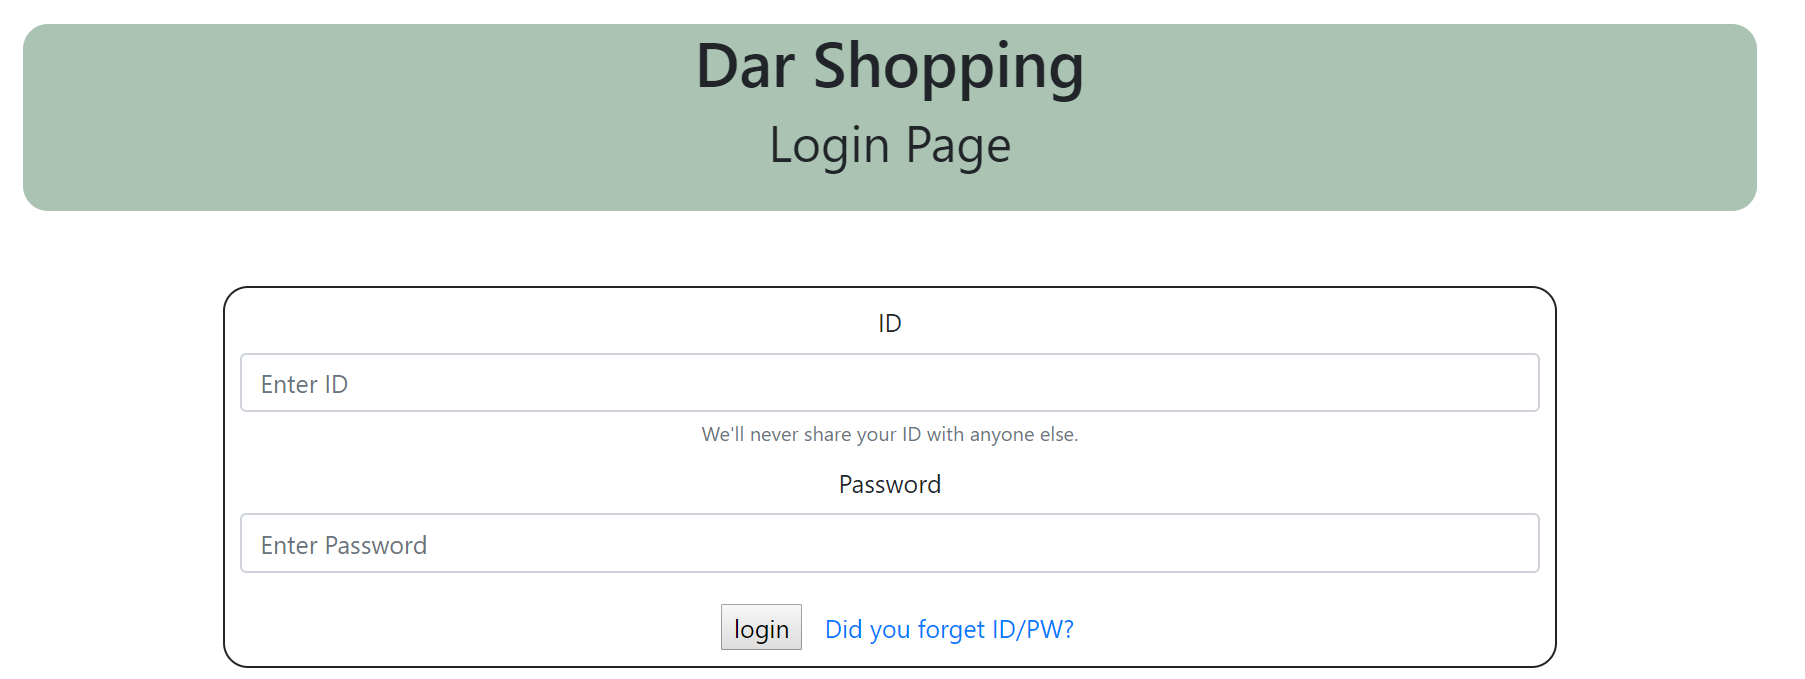 Dar Shopping
Login Page
ID
Enter ID
We'll never share your ID with anyone else.
Password
Enter Password
login Did you forget ID/PW?